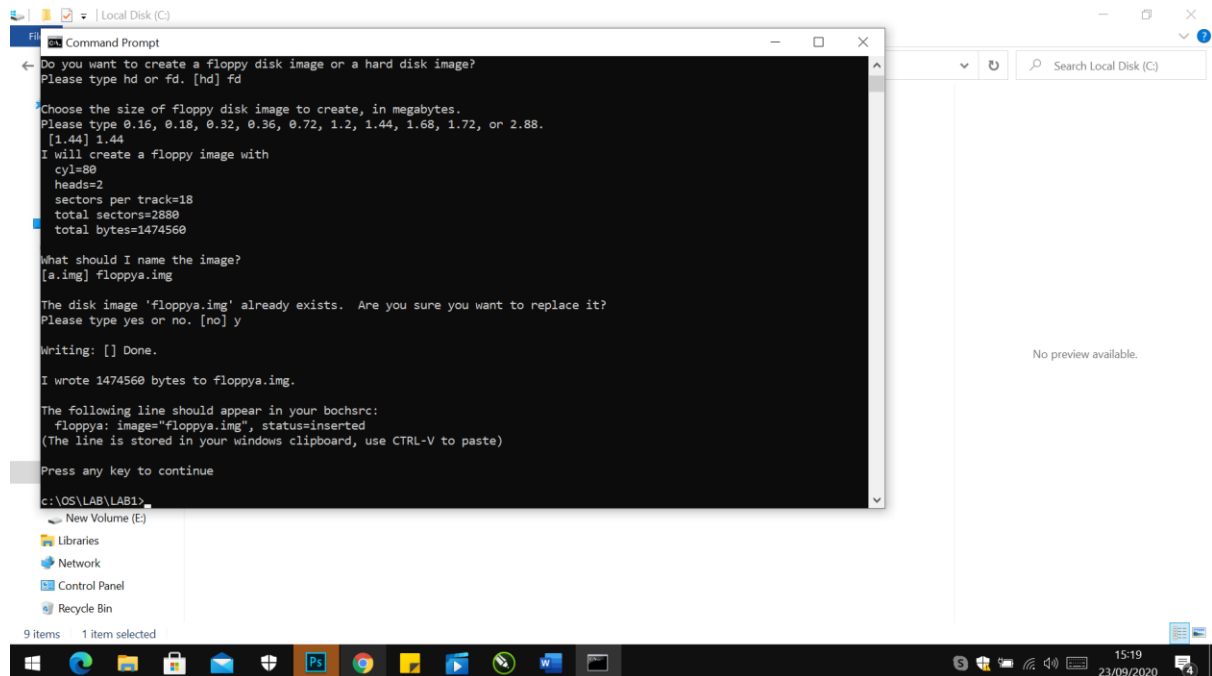 Local Disk (C:)
Fil
Command Prompt
Search Local Disk (C:)
Do you want to create a floppy disk image or a hard disk image?
Please type hd or fd. [hd] fd
Choose the size of floppy disk image to create, in megabytes.
Please type 0.16, 0.18, 0.32, 0.36, 0.72, 1.2, 1.44, 1.68, 1.72, or 2.88.
[1.44] 1.44
I will create a floppy image with
cyl=80
heads=2
sectors per track=18
total sectors=2880
total bytes=1474560
What should I name the image?
[a.img] floppya.img
The disk image 'floppya.img' already exists.  Are you sure you want to replace it?
Please type yes or no. [no] y
Writing: [] Done.
I wrote 1474560 bytes to floppya.img.
The following line should appear in your bochsrc:
floppya: image="floppya.img", status=inserted
(The line is stored in your windows clipboard, use CTRL-V to paste)
Press any key to continue
c:\OS\LAB\LAB1>_
No preview available.
New Volume (E:)
Libraries
Network
Control Panel
Recycle Bin
9 items
1 item selected
Ps
15:19
23/09/2020
4